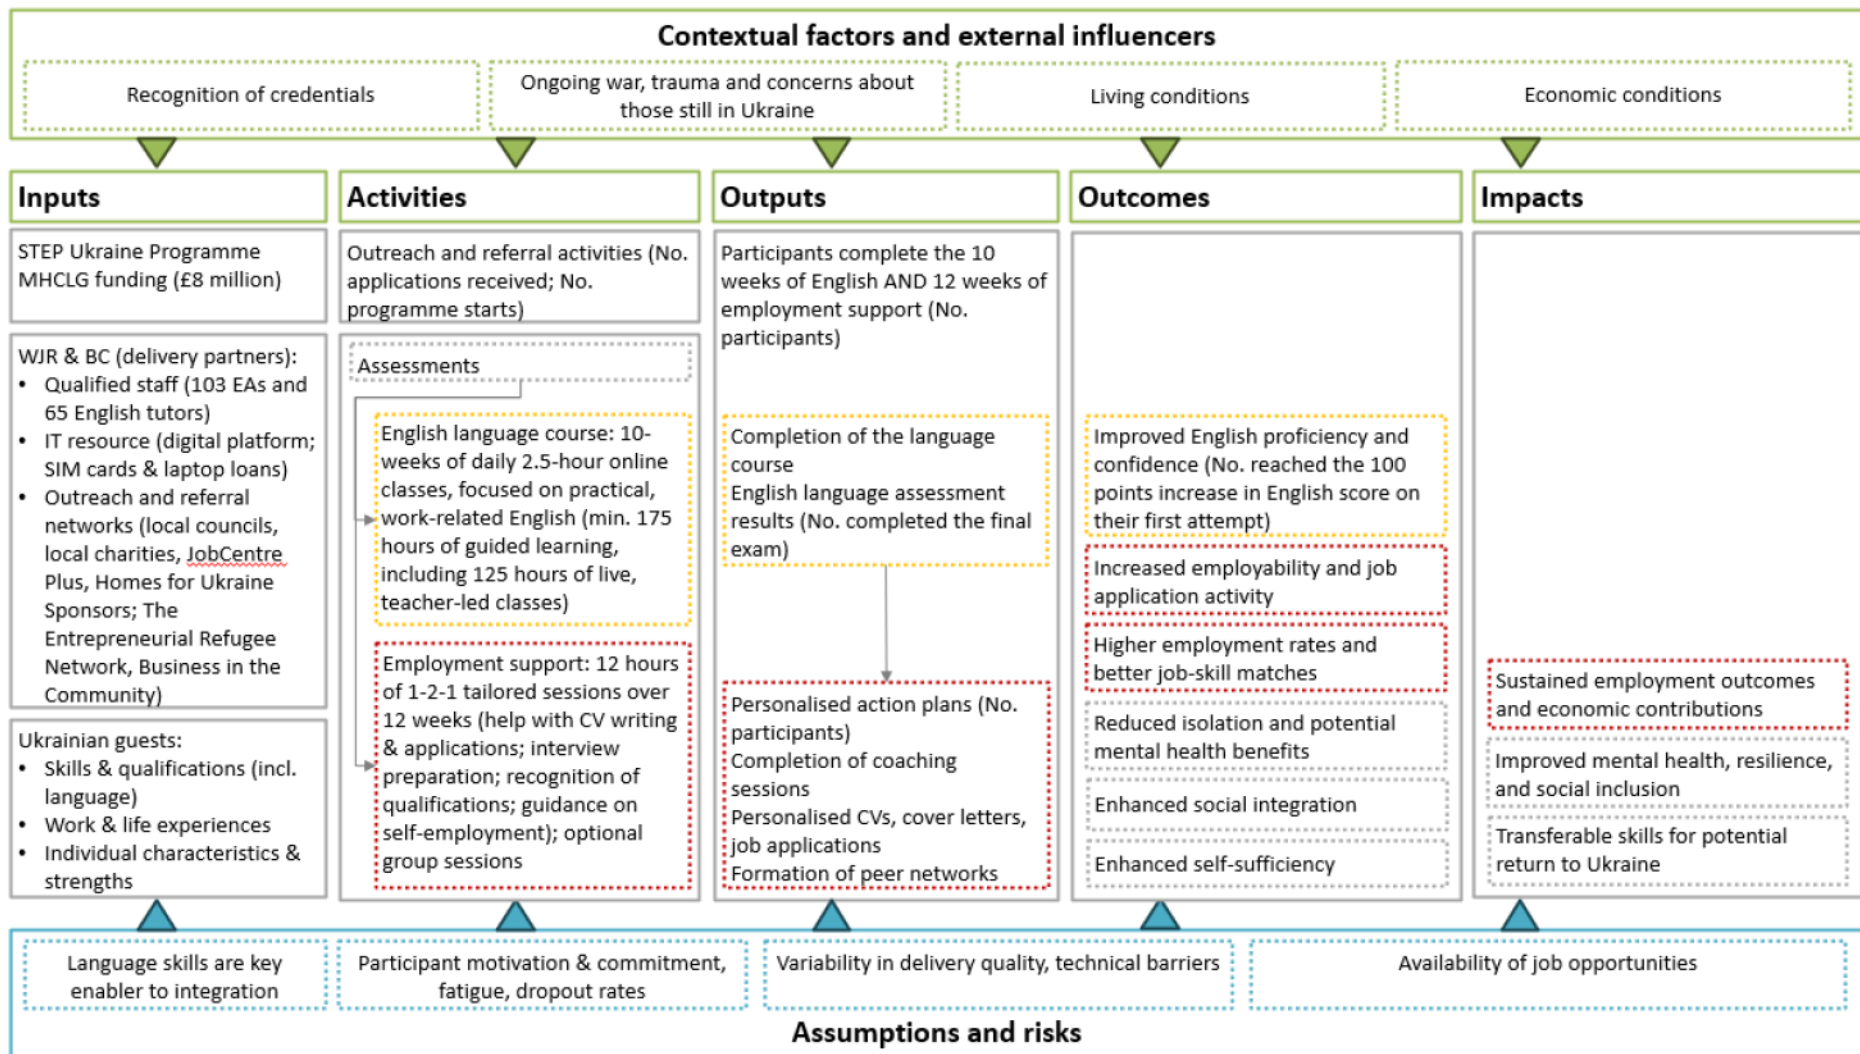 Contextual factors and external influencers
Recognition of credentials
Ongoing war, trauma and concerns about
those still in Ukraine
Living conditions
Economic conditions
Inputs
STEP Ukraine Programme
MHCLG funding (£8 million)
WJR & BC (delivery partners):
• Qualified staff (103 EAs and
65 English tutors)
• IT resource (digital platform;
SIM cards & laptop loans)
• Outreach and referral
networks (local councils,
local charities, JobCentre
Plus, Homes for Ukraine
Sponsors; The
Entrepreneurial Refugee
Network, Business in the
Community)
Ukrainian guests:
• Skills & qualifications (incl.
language)
• Work & life experiences
• Individual characteristics &
strengths
Activities
Outreach and referral activities (No.
applications received; No.
programme starts)
Assessments
English language course: 10-
weeks of daily 2.5-hour online
classes, focused on practical,
work-related English (min. 175
hours of guided learning,
including 125 hours of live,
teacher-led classes)
Employment support: 12 hours
of 1-2-1 tailored sessions over
12 weeks (help with CV writing
& applications; interview
preparation; recognition of
qualifications; guidance on
self-employment); optional
group sessions
Outputs
Participants complete the 10
weeks of English AND 12 weeks of
employment support (No.
participants)
Completion of the language
course
English language assessment
results (No. completed the final
exam)
Personalised action plans (No.
participants)
Completion of coaching
sessions
Personalised CVs, cover letters,
job applications
Formation of peer networks
Outcomes
Improved English proficiency and
confidence (No. reached the 100
points increase in English score on
their first attempt)
Increased employability and job
application activity
Higher employment rates and
better job-skill matches
Reduced isolation and potential
mental health benefits
Enhanced social integration
Enhanced self-sufficiency
Impacts
Sustained employment outcomes
and economic contributions
Improved mental health, resilience,
and social inclusion
Transferable skills for potential
return to Ukraine
Language skills are key
enabler to integration
Participant motivation & commitment,
fatigue, dropout rates
Variability in delivery quality, technical barriers
Availability of job opportunities
Assumptions and risks